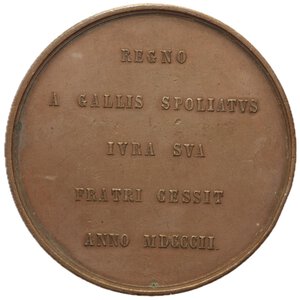 REGNO
A GALLIS SPOLIATVS
IVRA SVA
FRATRI CESSIT
ANNO MDCCCII